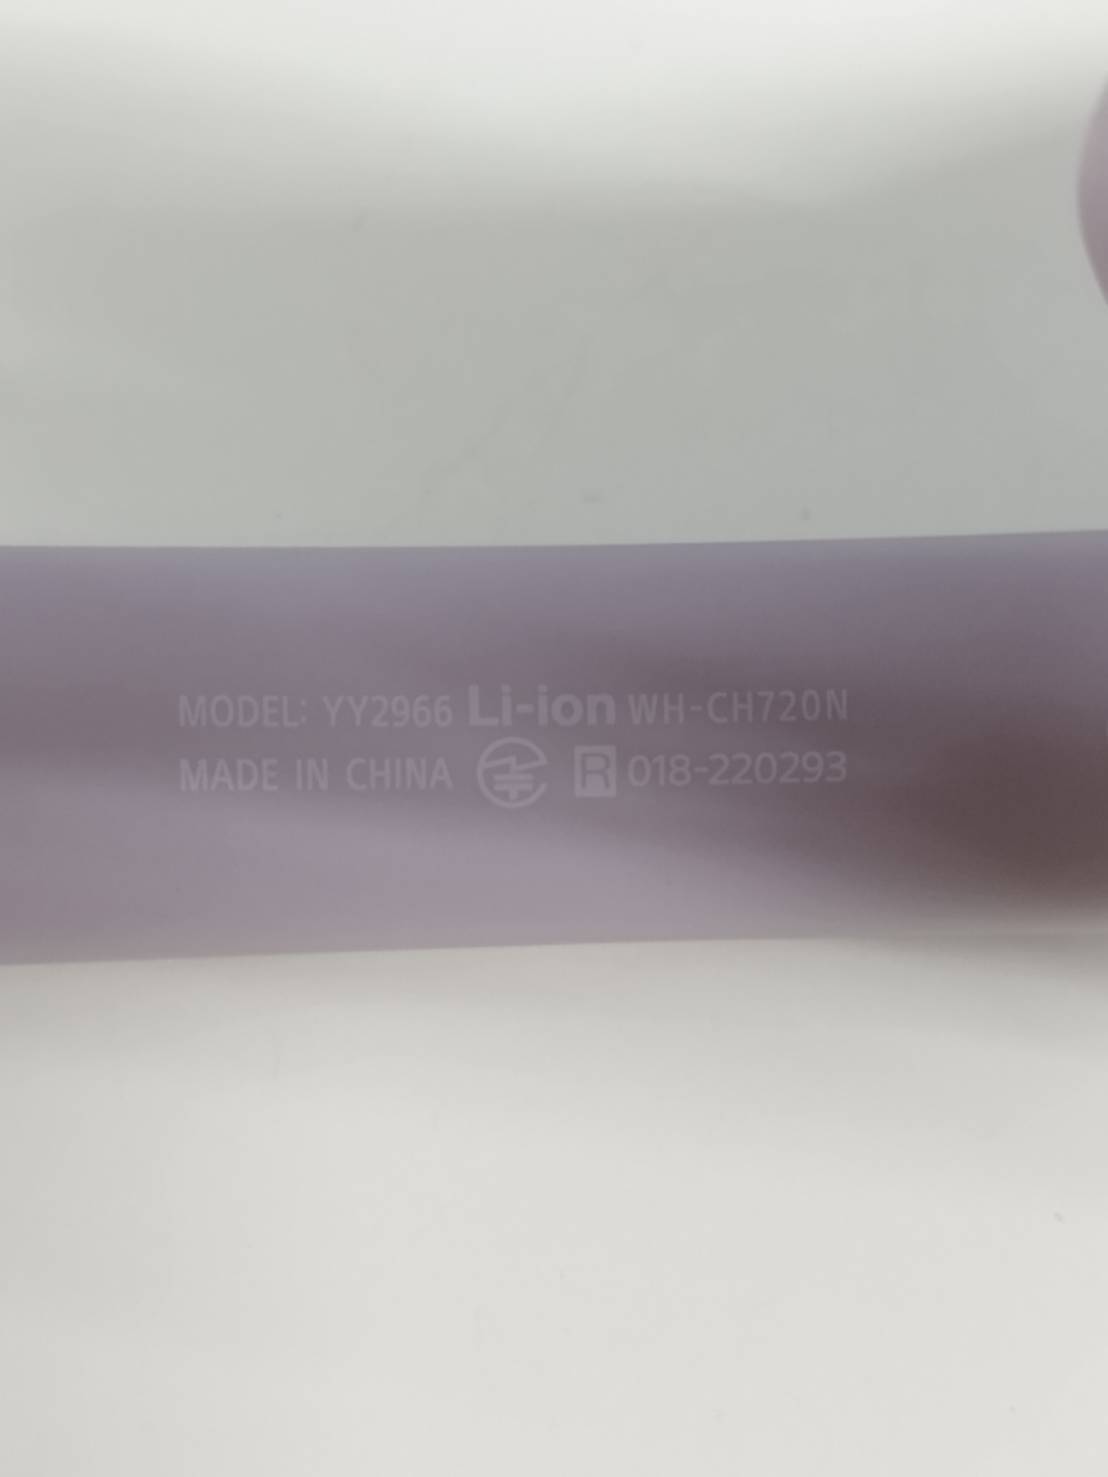 MODEL: YY2966 Li-ion WH-CH720N
MADE IN CHINA R 018-220293